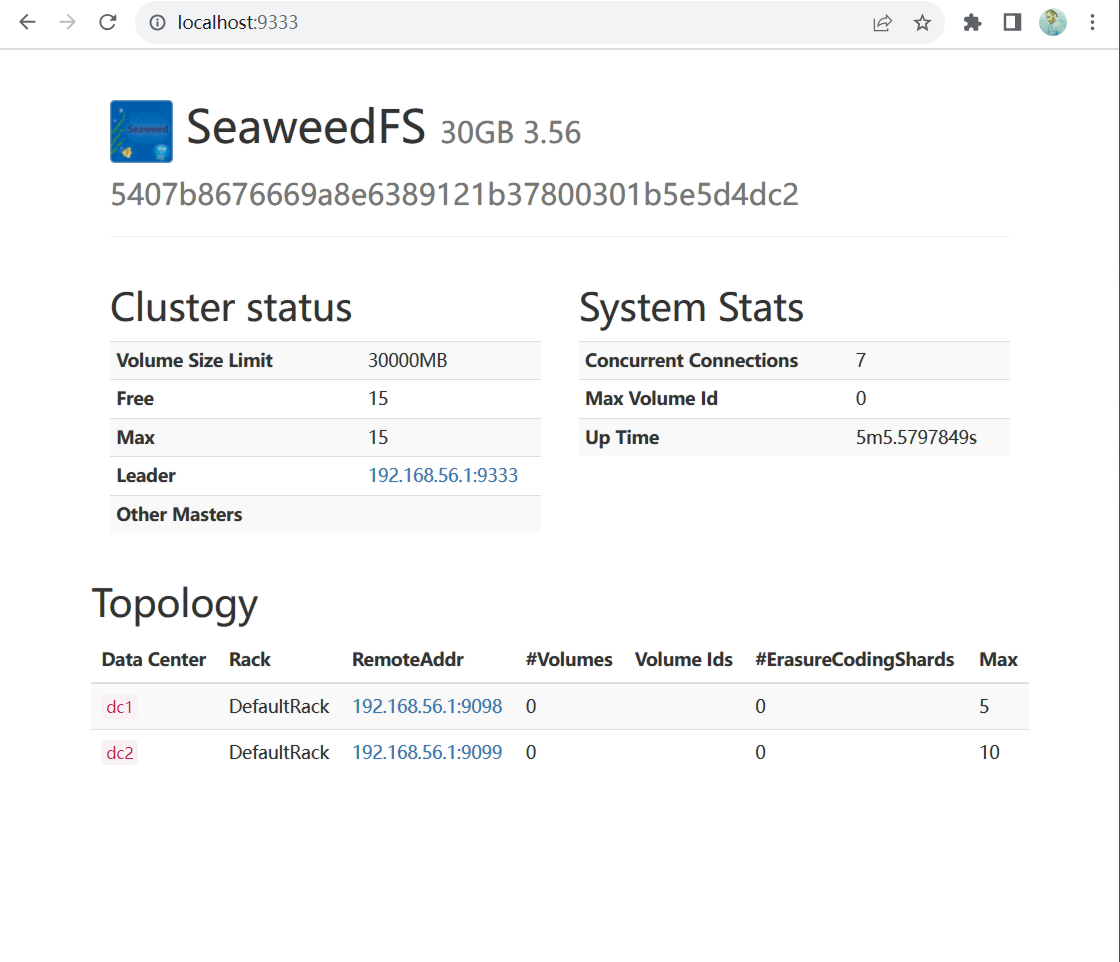 localhost:9333
Seaweed
SeaweedFS 30GB 3.56
5407b8676669a8e6389121b37800301b5e5d4dc2
Cluster status
Volume Size Limit 30000MB
Free 15
Max 15
Leader 192.168.56.1:9333
Other Masters
System Stats
Concurrent Connections 7
Max Volume Id 0
Up Time 5m5.5797849s
Topology
Data Center Rack RemoteAddr #Volumes Volume Ids #ErasureCodingShards Max
dc1 DefaultRack 192.168.56.1:9098 0 0 5
dc2 DefaultRack 192.168.56.1:9099 0 0 10